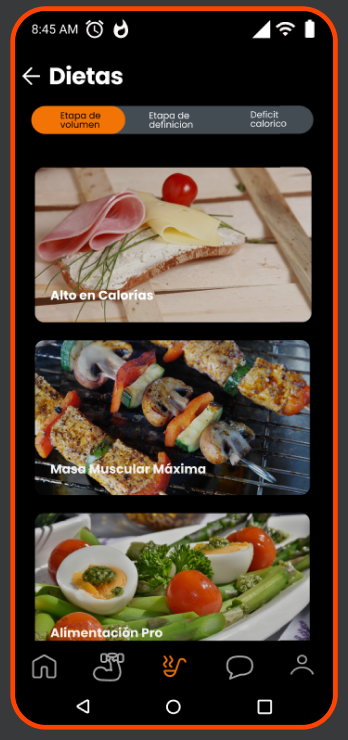 8:45 AM
Dietas
Etapa de
volumen
Etapa de
definicion
Deficit
calorico
Alto en Calorías
Masa Muscular Máxima
Alimentación Pro